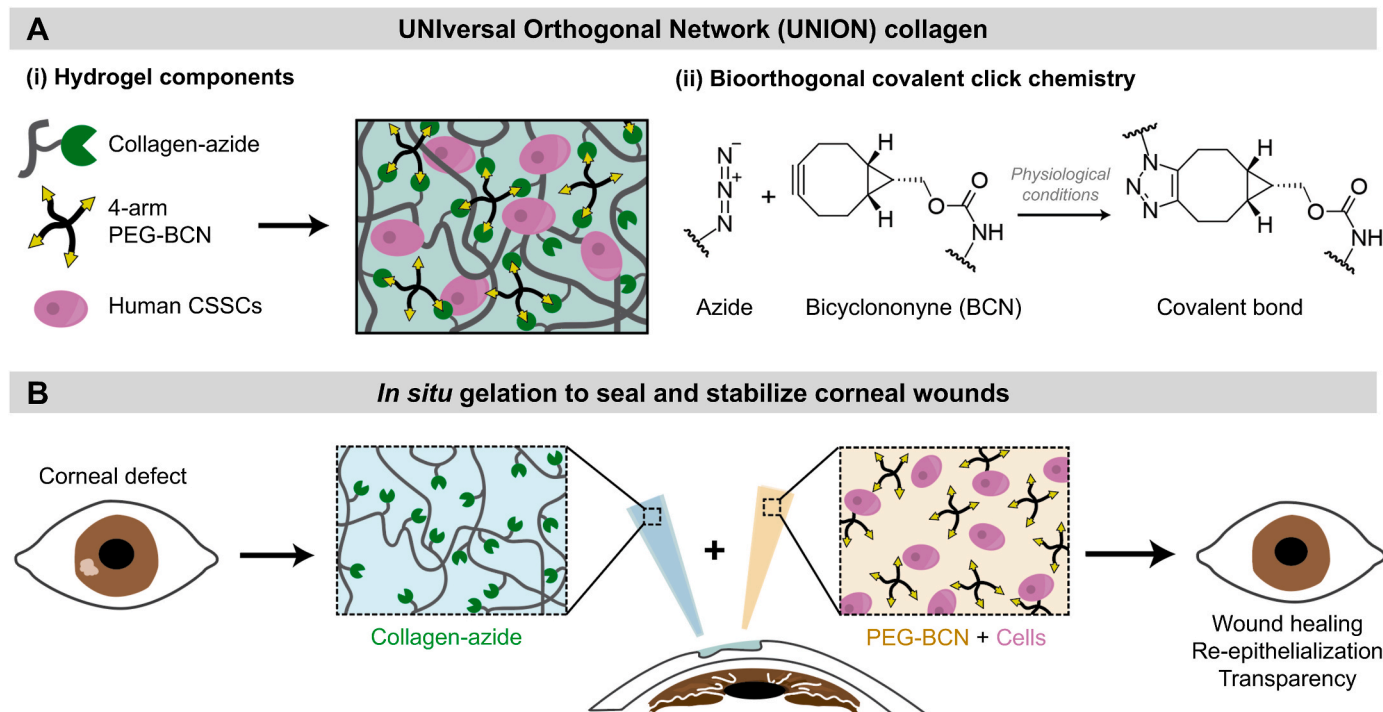 A
UNIversal Orthogonal Network (UNION) collagen
(i) Hydrogel components
Collagen-azide
4-arm
PEG-BCN
Human CSSCs
(ii) Bioorthogonal covalent click chemistry
N−
N+
N
Azide
+
H
H
O
O
NH
Bicyclononyne (BCN)
Physiological
conditions
N
N
N
H
H
O
O
NH
Covalent bond
B
In situ gelation to seal and stabilize corneal wounds
Corneal defect
Collagen-azide
+
PEG-BCN + Cells
Wound healing
Re-epithelialization
Transparency